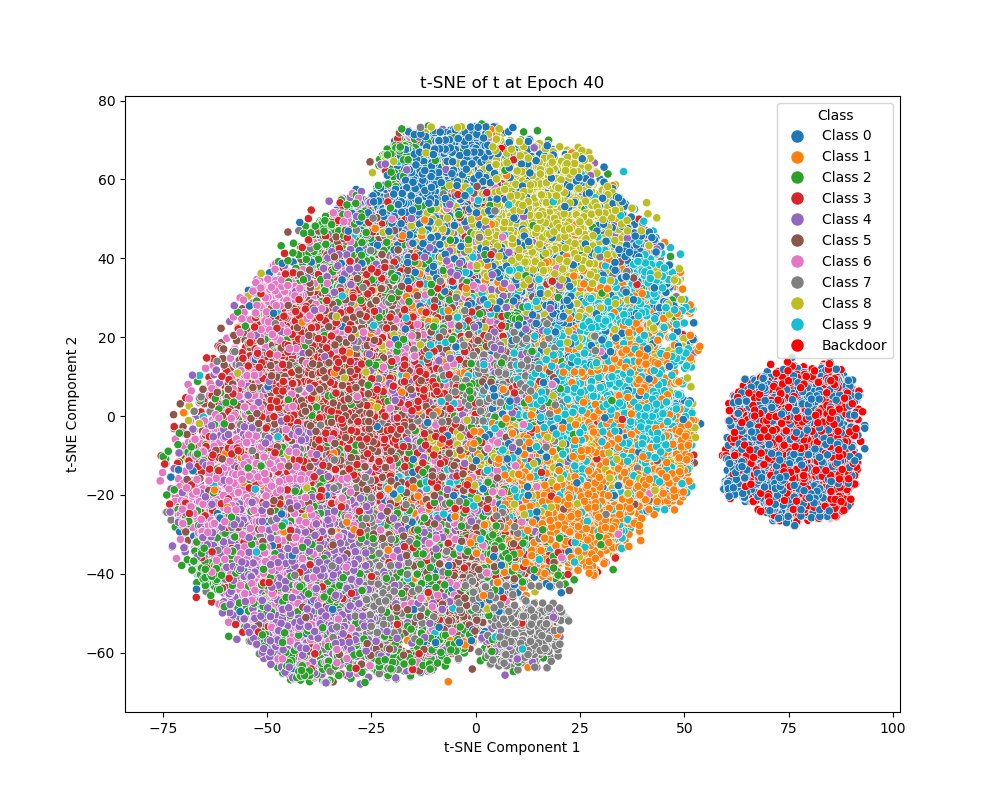 t-SNE of t at Epoch 40
Class
Class 0
Class 1
Class 2
Class 3
Class 4
Class 5
Class 6
Class 7
Class 8
Class 9
Backdoor
80
60
40
20
0
−20
−40
−60
t-SNE Component 2
−75
−50
−25
0
25
50
75
100
t-SNE Component 1